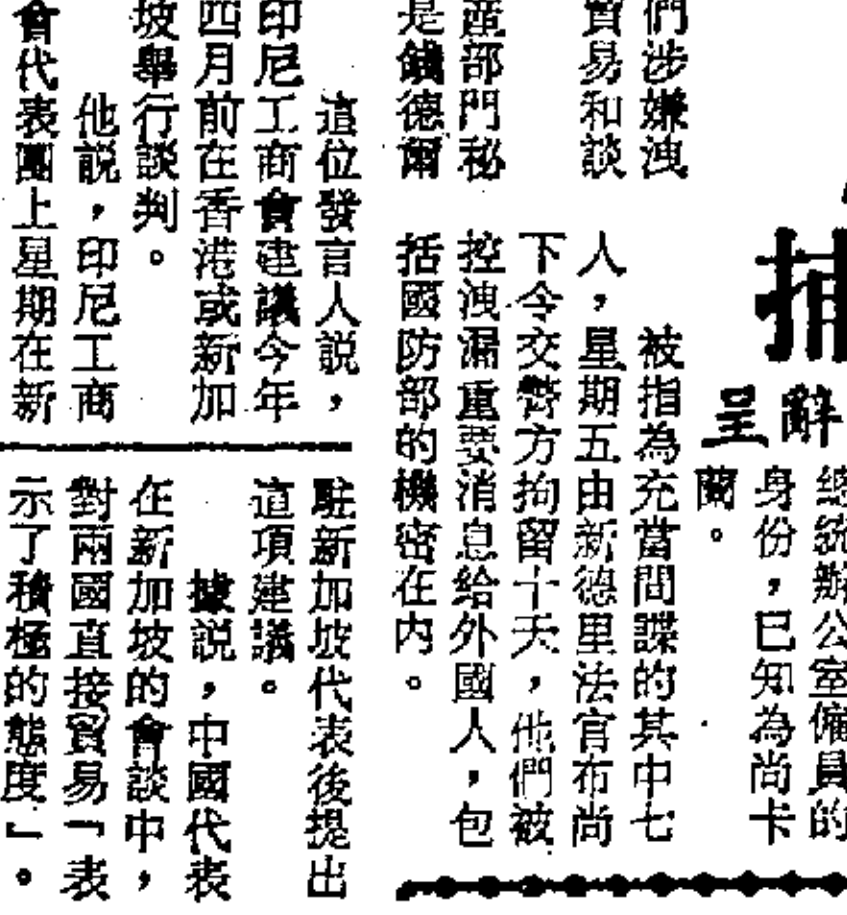 捕
辭呈
總統辦公室僱員的
身份，已知為尚卡
蘭。
被指為充當間諜的其中七
人，星期五由新德里法官布尚
下令交警方拘留十天，他們被
控洩漏重要消息給外國人，包
括國防部的機密在內。
們涉嫌洩
貿易和談
產部門秘
是錢德爾
這位發言人説，
印尼工商會建議今年
四月前在香港或新加
坡舉行談判。
他説，印尼工商
會代表團上星期在新
駐新加坡代表後提出
這項建議。
據説，中國代表
在新加坡的會談中，
對兩國直接貿易「表
示了積極的態度」。